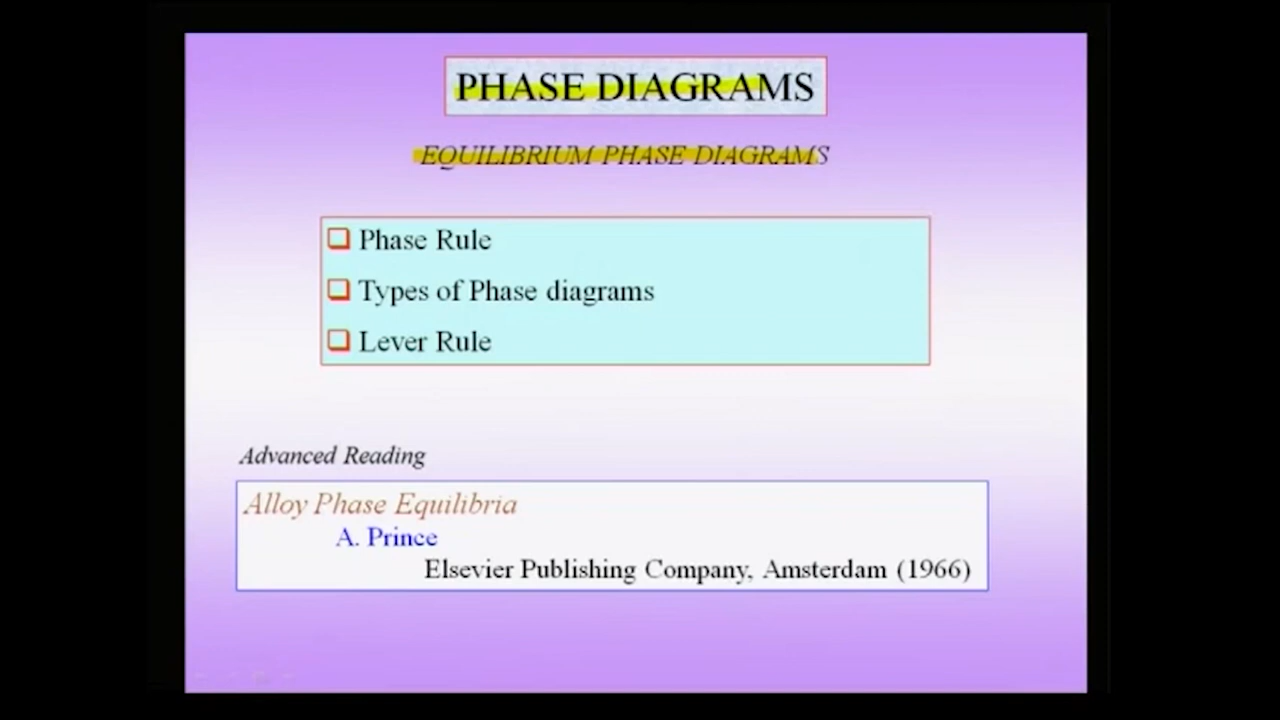 PHASE DIAGRAMS
EQUILIBRIUM PHASE DIAGRAMS
Phase Rule
Types of Phase diagrams
Lever Rule
Advanced Reading
Alloy Phase Equilibria
A. Prince
Elsevier Publishing Company, Amsterdam (1966)